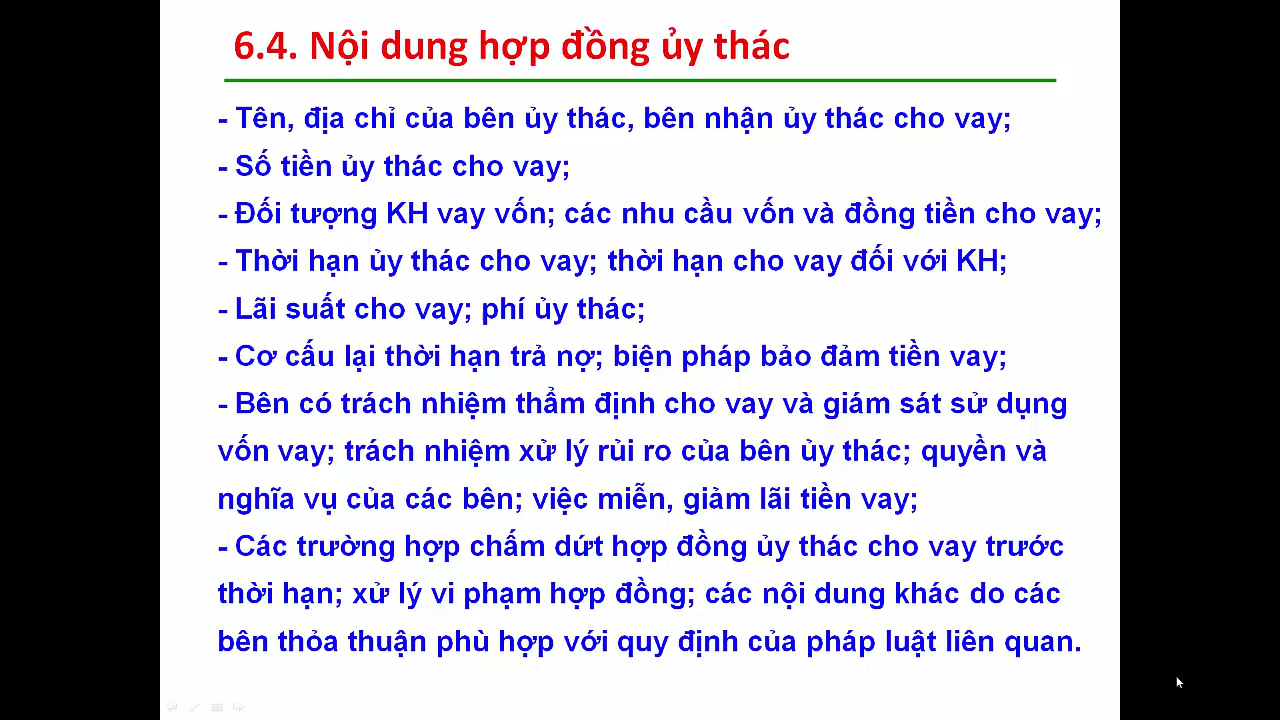 6.4. Nội dung hợp đồng ủy thác
- Tên, địa chỉ của bên ủy thác, bên nhận ủy thác cho vay;
- Số tiền ủy thác cho vay;
- Đối tượng KH vay vốn; các nhu cầu vốn và đồng tiền cho vay;
- Thời hạn ủy thác cho vay; thời hạn cho vay đối với KH;
- Lãi suất cho vay; phí ủy thác;
- Cơ cấu lại thời hạn trả nợ; biện pháp bảo đảm tiền vay;
- Bên có trách nhiệm thẩm định cho vay và giám sát sử dụng
vốn vay; trách nhiệm xử lý rủi ro của bên ủy thác; quyền và
nghĩa vụ của các bên; việc miễn, giảm lãi tiền vay;
- Các trường hợp chấm dứt hợp đồng ủy thác cho vay trước
thời hạn; xử lý vi phạm hợp đồng; các nội dung khác do các
bên thỏa thuận phù hợp với quy định của pháp luật liên quan.